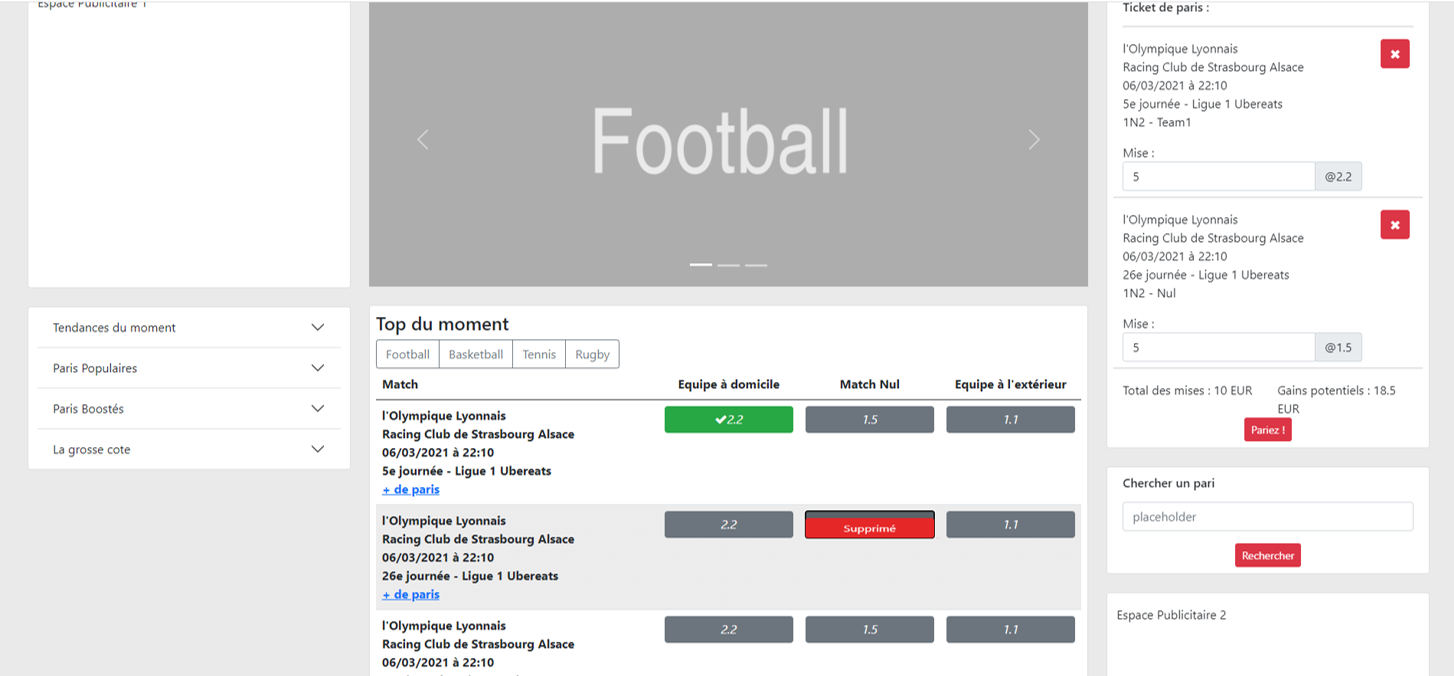 Espace Publicitaire 1
Football
Tendances du moment
Paris Populaires
Paris Boostés
La grosse cote
Top du moment
Football Basketball Tennis Rugby
Match Equipe à domicile Match Nul Equipe à l'extérieur
l'Olympique Lyonnais
Racing Club de Strasbourg Alsace
06/03/2021 à 22:10
5e journée - Ligue 1 Ubereats
+ de paris
2.2 1.5 1.1
l'Olympique Lyonnais
Racing Club de Strasbourg Alsace
06/03/2021 à 22:10
26e journée - Ligue 1 Ubereats
+ de paris
2.2 Supprimé 1.1
l'Olympique Lyonnais
Racing Club de Strasbourg Alsace
06/03/2021 à 22:10
2.2 1.5 1.1
Ticket de paris :
l'Olympique Lyonnais
Racing Club de Strasbourg Alsace
06/03/2021 à 22:10
5e journée - Ligue 1 Ubereats
1N2 - Team1
Mise :
5 @2.2
l'Olympique Lyonnais
Racing Club de Strasbourg Alsace
06/03/2021 à 22:10
26e journée - Ligue 1 Ubereats
1N2 - Nul
Mise :
5 @1.5
Total des mises : 10 EUR Gains potentiels : 18.5
EUR
Pariez !
Chercher un pari
placeholder
Rechercher
Espace Publicitaire 2